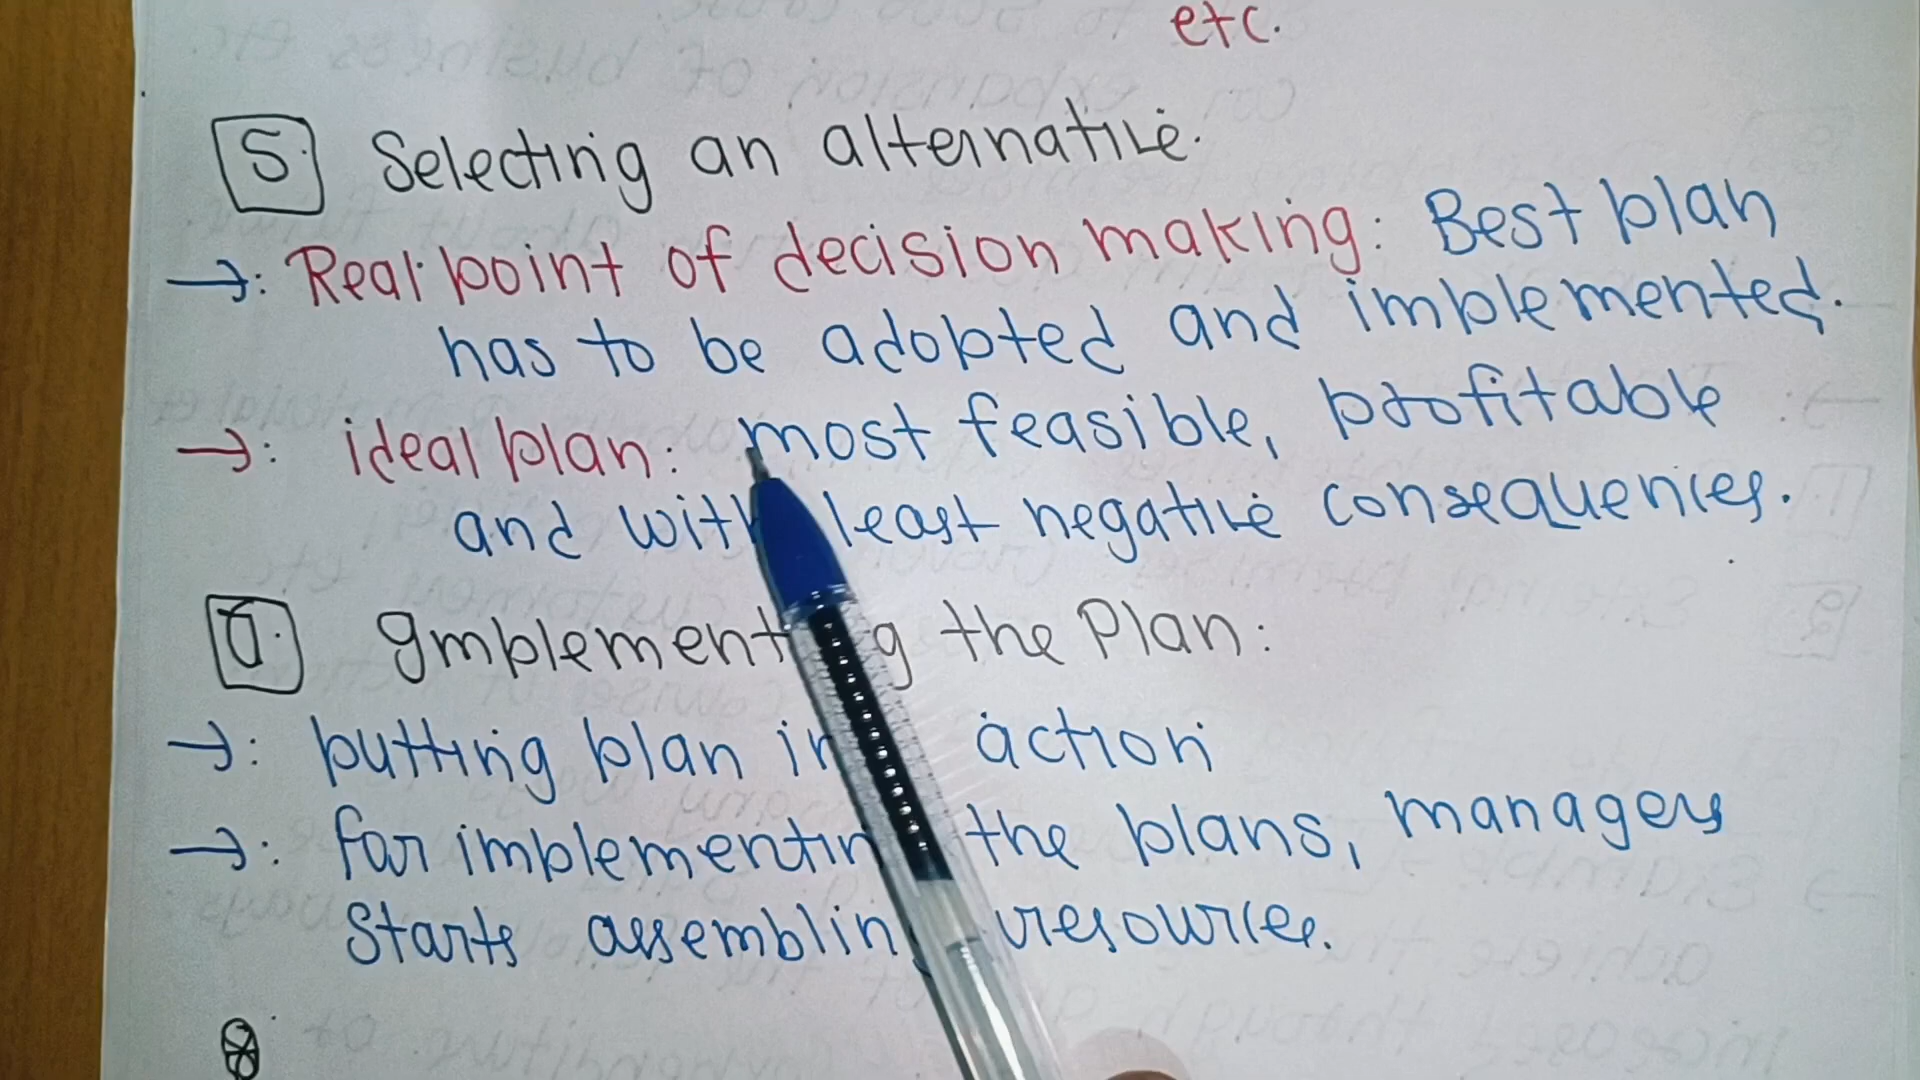 etc.
5. Selecting an alternative.
→: Real point of decision making: Best plan
has to be adopted and implemented.
→: ideal plan: most feasible, profitable
and with least negative consequences.
6. Implementing the Plan:
→: putting plan in action
→: for implementing the plans, managers
Starts assembling resources.